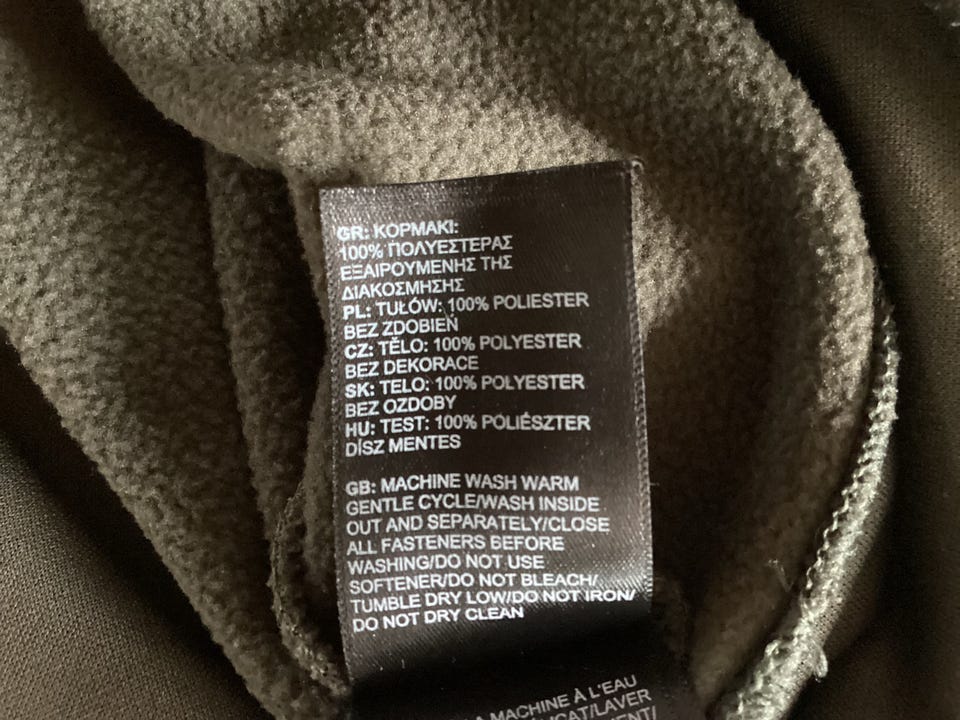 GR: ΚΟΡΜΑΚΙ:
100% ΠΟΛΥΕΣΤΕΡΑΣ
ΕΞΑΙΡΟΥΜΕΝΗΣ ΤΗΣ
ΔΙΑΚΟΣΜΗΣΗΣ
PL: TUŁÓW: 100% POLIESTER
BEZ ZDOBIEŃ
CZ: TĚLO: 100% POLYESTER
BEZ DEKORACE
SK: TELO: 100% POLYESTER
BEZ OZDOBY
HU: TEST: 100% POLIÉSZTER
DÍSZ MENTES
GB: MACHINE WASH WARM
GENTLE CYCLE/WASH INSIDE
OUT AND SEPARATELY/CLOSE
ALL FASTENERS BEFORE
WASHING/DO NOT USE
SOFTENER/DO NOT BLEACH/
TUMBLE DRY LOW/DO NOT IRON/
DO NOT DRY CLEAN
MACHINE À L'EAU
/LAVER